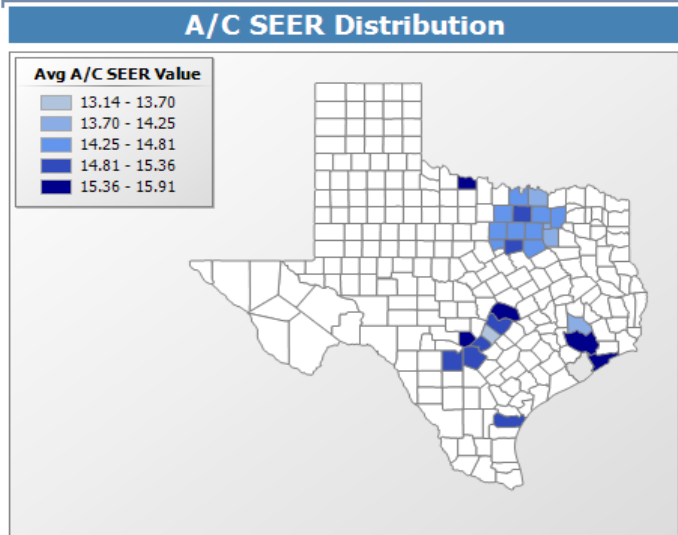 A/C SEER Distribution
Avg A/C SEER Value
13.14 - 13.70
13.70 - 14.25
14.25 - 14.81
14.81 - 15.36
15.36 - 15.91